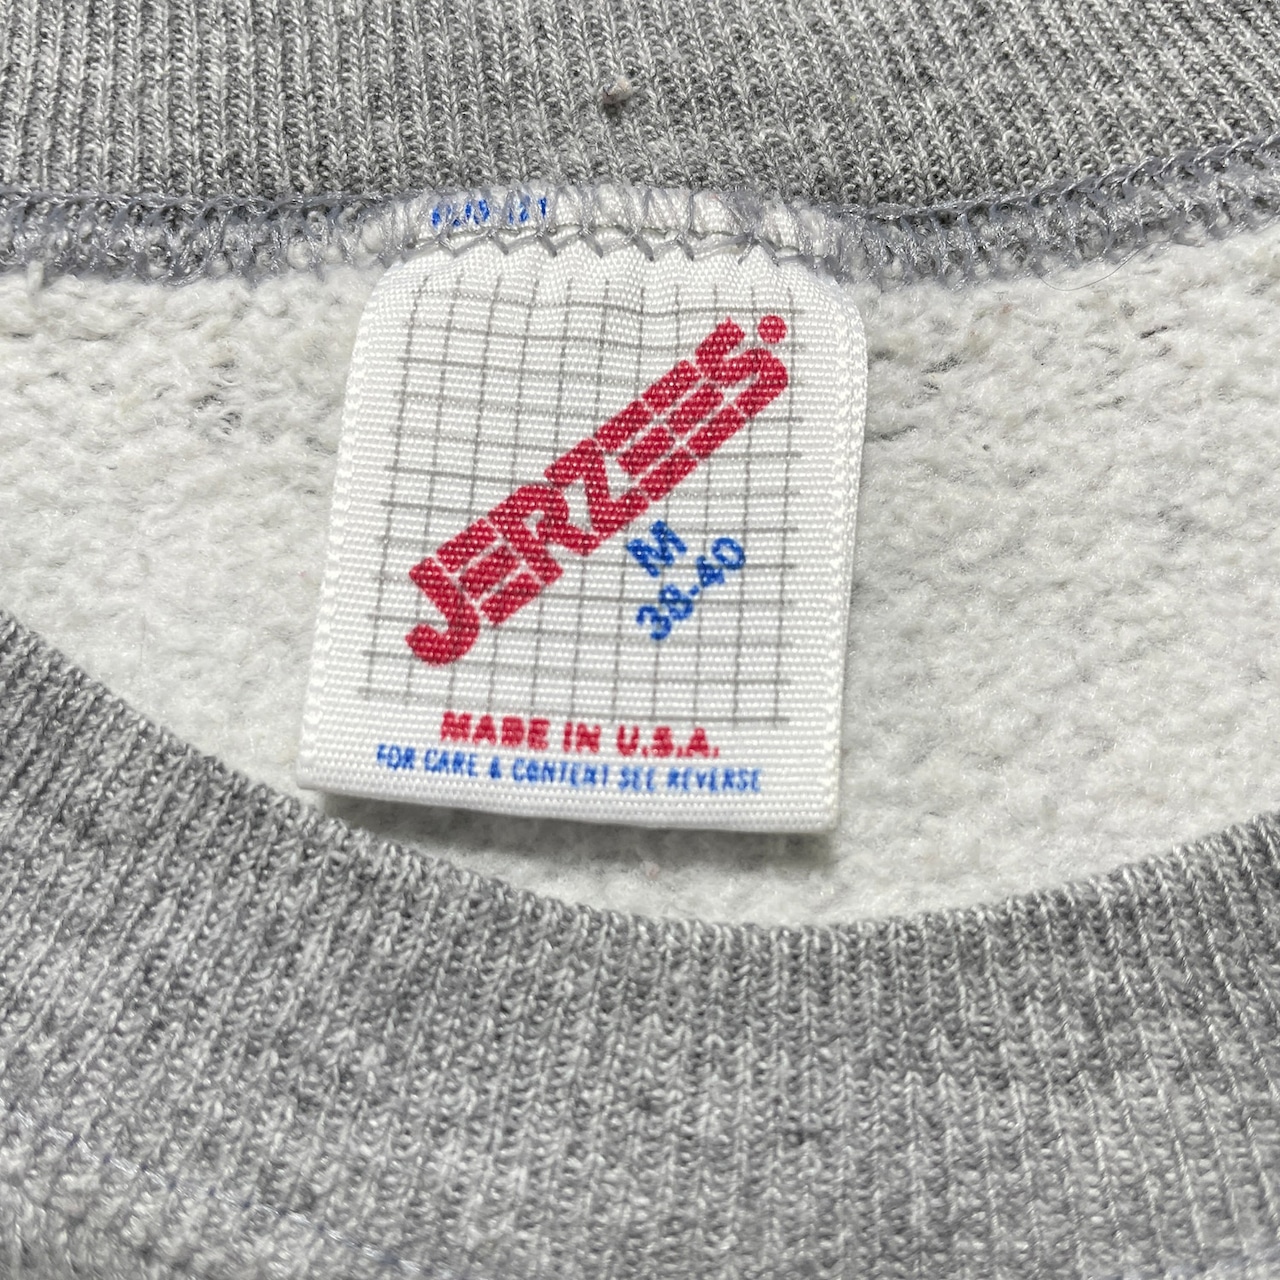 JERZEES.
M
38-40
MADE IN U.S.A.
FOR CARE & CONTENT SEE REVERSE